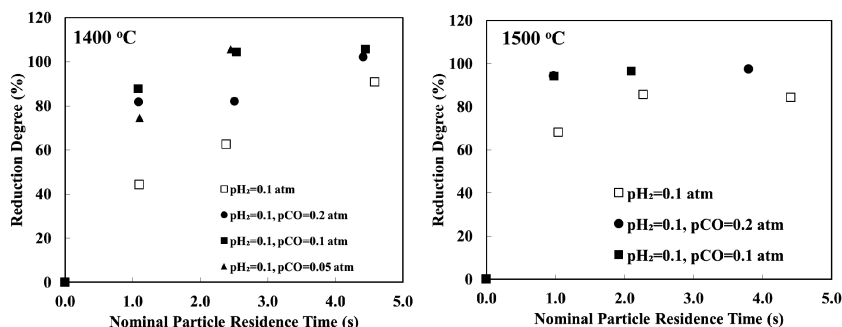 1400 °C
Reduction Degree (%)
120
100
80
60
40
20
0
pH₂=0.1 atm
pH₂=0.1, pCO=0.2 atm
pH₂=0.1, pCO=0.1 atm
pH₂=0.1, pCO=0.05 atm
0.0 1.0 2.0 3.0 4.0 5.0
Nominal Particle Residence Time (s)
1500 °C
Reduction Degree (%)
120
100
80
60
40
20
0
pH₂=0.1 atm
pH₂=0.1, pCO=0.2 atm
pH₂=0.1, pCO=0.1 atm
0.0 1.0 2.0 3.0 4.0 5.0
Nominal Particle Residence Time (s)